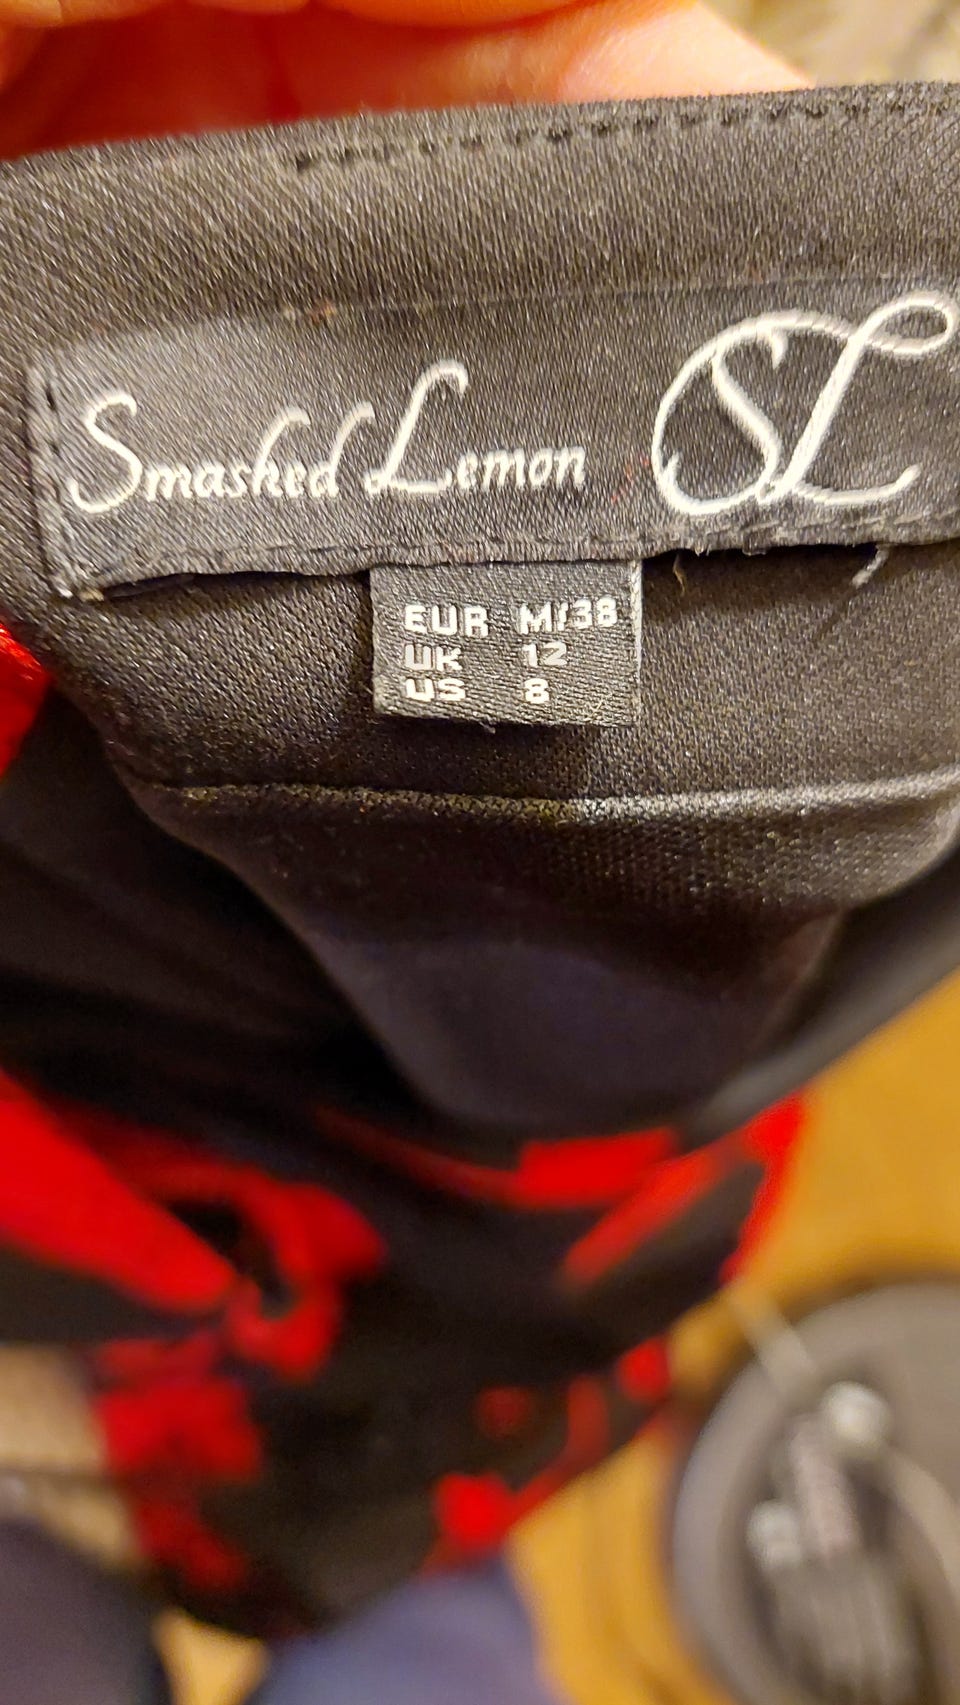 Smashed Lemon SL
EUR M/38
UK 12
US 8